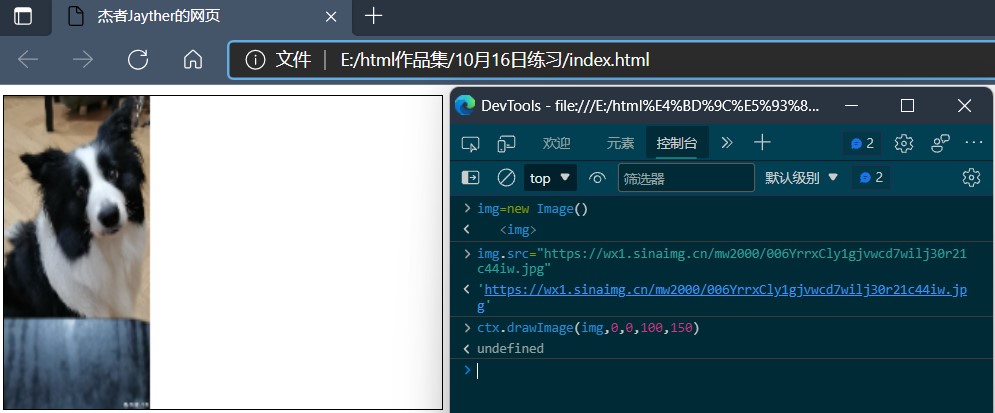 杰者Jayther的网页
文件 E:/html作品集/10月16日练习/index.html
DevTools - file:///E:/html%E4%BD%9C%E5%93%8...
欢迎 元素 控制台 2
top 筛选器 默认级别 2
img=new Image()
<img>
img.src="https://wx1.sinaimg.cn/mw2000/006YrrxCly1gjvwcd7wilj30r21
c44iw.jpg"
'https://wx1.sinaimg.cn/mw2000/006YrrxCly1gjvwcd7wilj30r21c44iw.jp
g'
ctx.drawImage(img,0,0,100,150)
undefined